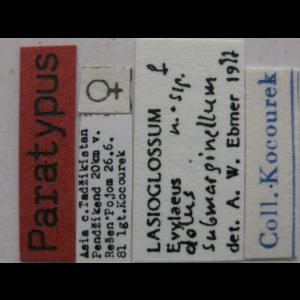 Paratypus
Asia c.Tadžikistan
Pendžikend 20km v.
Rešen-Pojom 26.6.
81 lgt.Kocourek
♀
LASIOGLOSSUM
Evylaeus n. sp. f
dolus
submarginellum
det. A. W. Ebmer 19
Coll. Kocourek